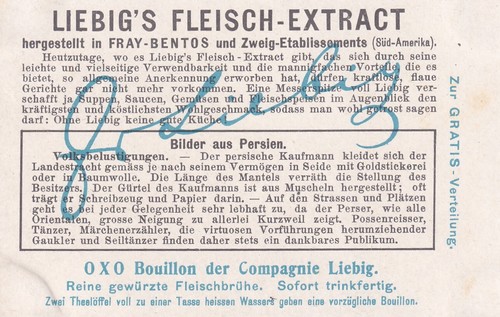 LIEBIG'S FLEISCH-EXTRACT
hergestellt in FRAY-BENTOS und Zweig-Etablissements (Süd-Amerika).
Heutzutage, wo es Liebig's Fleisch-Extract gibt, das sich durch seine
leichte und vielseitige Verwendbarkeit und die mannigfachen Vorteile, die es
bietet, so allgemeine Anerkennung erworben hat, dürfen kraftlose, flaue
Gerichte gar nicht mehr vorkommen. Eine Messerspitze voll Liebig ver-
schafft Suppen, Saucen, Gemüsen und Fleischspeisen im Augenblick den
kräftigsten und köstlichsten Wohlgeschmack, sodass man wohl getrost sagen
darf: Ohne Liebig keine gute Küche!
J v Liebig
Zur GRATIS-Verteilung.
Bilder aus Persien.
Volksbelustigungen. — Der persische Kaufmann kleidet sich der
Landestracht gemäss je nach seinem Vermögen in Seide mit Goldstickerei
oder in Baumwolle. Die Länge des Mantels verräth die Stellung des
Besitzers. Der Gürtel des Kaufmanns ist aus Muscheln hergestellt; oft
trägt er Schreibzeug und Papier darin. — Auf den Strassen und Plätzen
geht es bei jeder Gelegenheit sehr lobhaft zu, da der Perser, wie alle
Orientalen, grosse Neigung zu allerlei Kurzweil zeigt. Possenreisser,
Tänzer, Märchenerzähler, die virtuosen Vorführungen herumziehender
Gaukler und Seiltänzer finden daher stets ein dankbares Publikum.
OXO Bouillon der Compagnie Liebig.
Reine gewürzte Fleischbrühe. Sofort trinkfertig.
Zwei Theelöffel voll zu einer Tasse heissen Wassers geben eine vorzügliche Bouillon.